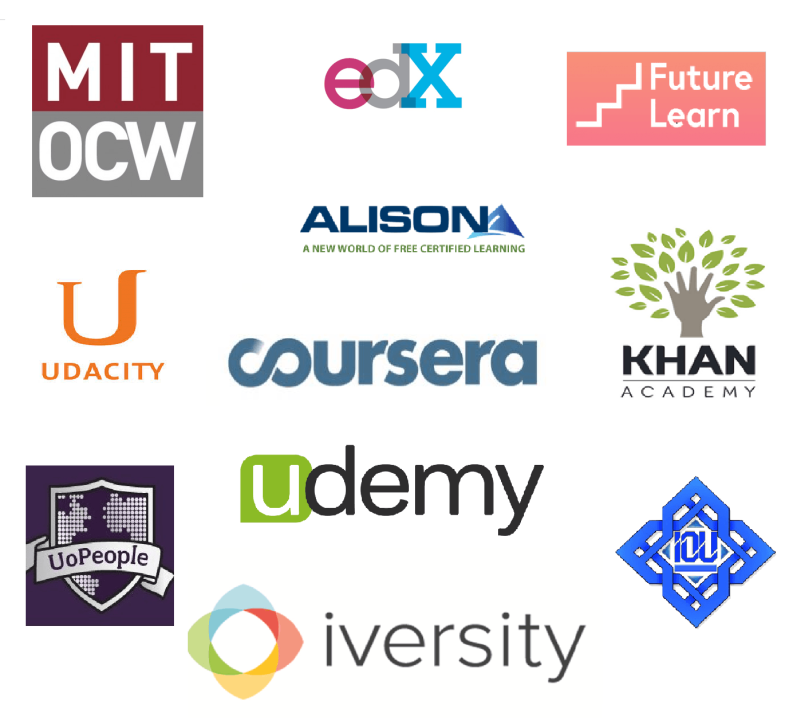 MIT
OCW
edX
Future
Learn
ALISON
A NEW WORLD OF FREE CERTIFIED LEARNING
UDACITY
coursera
KHAN
ACADEMY
UoPeople
udemy
IOU
iversity